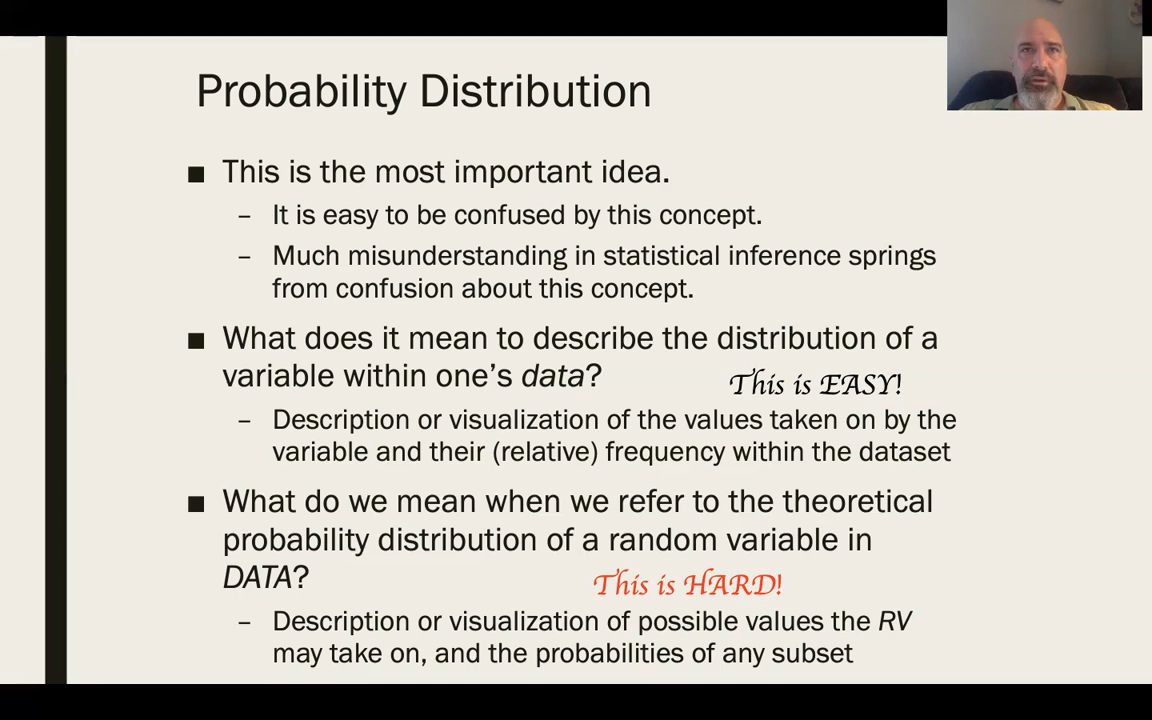 Probability Distribution
■ This is the most important idea.
– It is easy to be confused by this concept.
– Much misunderstanding in statistical inference springs
from confusion about this concept.
■ What does it mean to describe the distribution of a
variable within one's data?
This is EASY!
– Description or visualization of the values taken on by the
variable and their (relative) frequency within the dataset
■ What do we mean when we refer to the theoretical
probability distribution of a random variable in
DATA?
This is HARD!
– Description or visualization of possible values the RV
may take on, and the probabilities of any subset